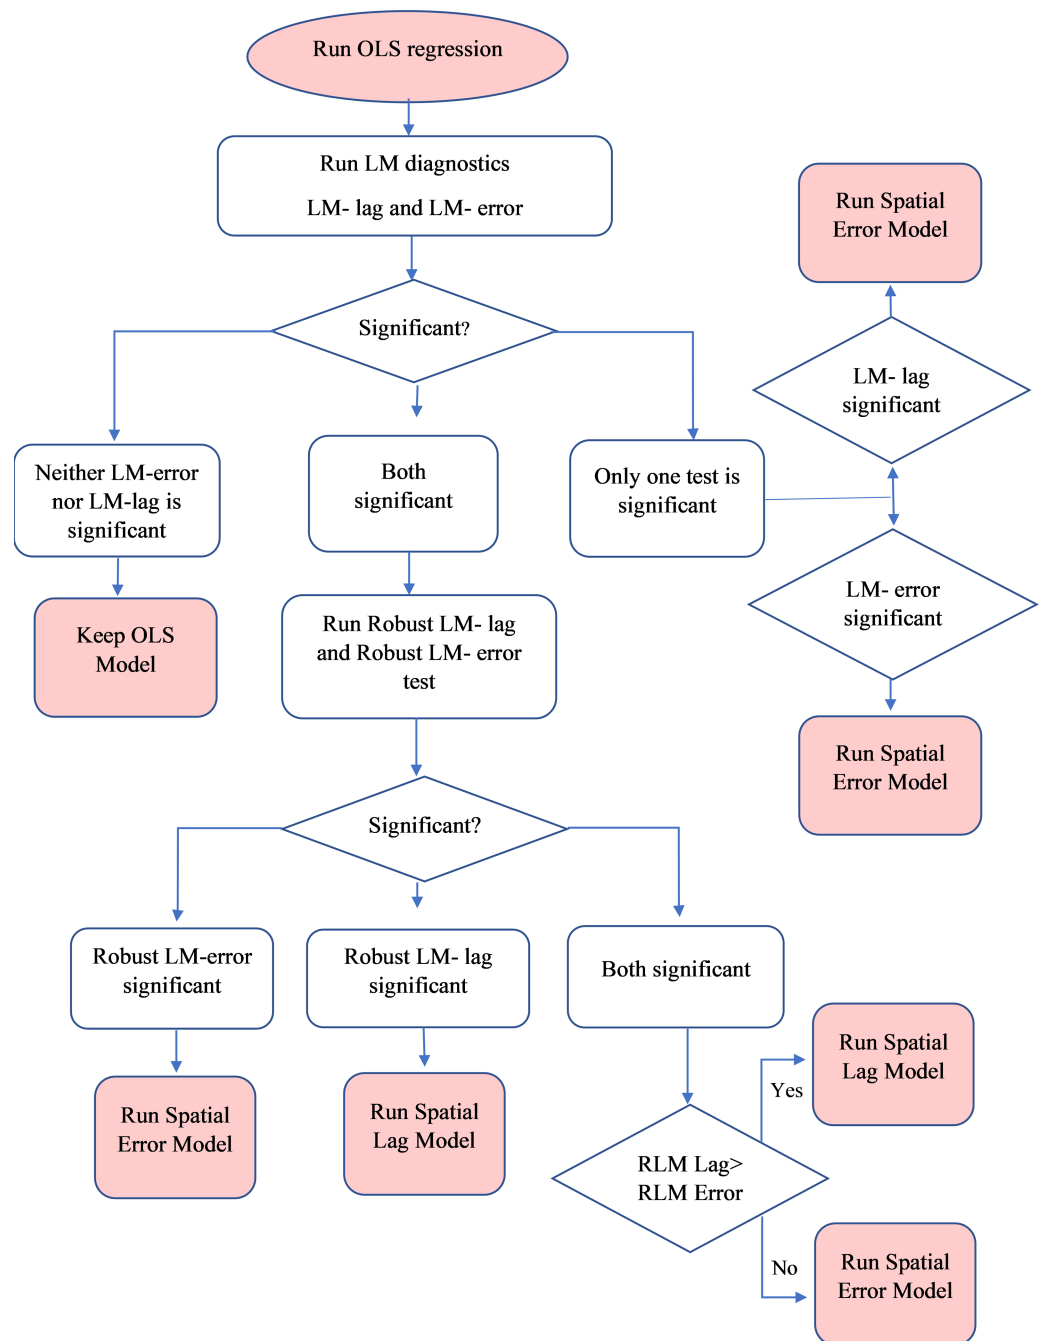 Run OLS regression
Run LM diagnostics
LM- lag and LM- error
Run Spatial
Error Model
Significant?
LM- lag
significant
Neither LM-error
nor LM-lag is
significant
Both
significant
Only one test is
significant
LM- error
significant
Keep OLS
Model
Run Robust LM- lag
and Robust LM- error
test
Run Spatial
Error Model
Significant?
Robust LM-error
significant
Robust LM- lag
significant
Both significant
Run Spatial
Error Model
Run Spatial
Lag Model
RLM Lag>
RLM Error
Yes
Run Spatial
Lag Model
No
Run Spatial
Error Model